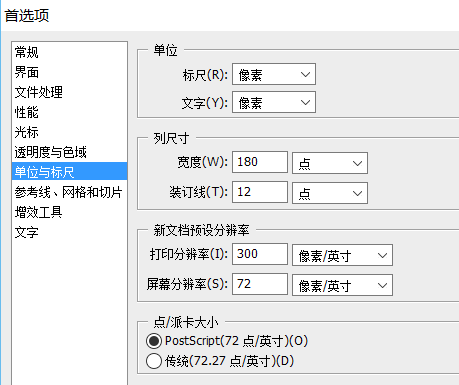 首选项
常规
界面
文件处理
性能
光标
透明度与色域
单位与标尺
参考线、网格和切片
增效工具
文字
单位
标尺(R): 像素
文字(Y): 像素
列尺寸
宽度(W): 180 点
装订线(T): 12 点
新文档预设分辨率
打印分辨率(I): 300 像素/英寸
屏幕分辨率(S): 72 像素/英寸
点/派卡大小
PostScript(72 点/英寸)(O)
传统(72.27 点/英寸)(D)